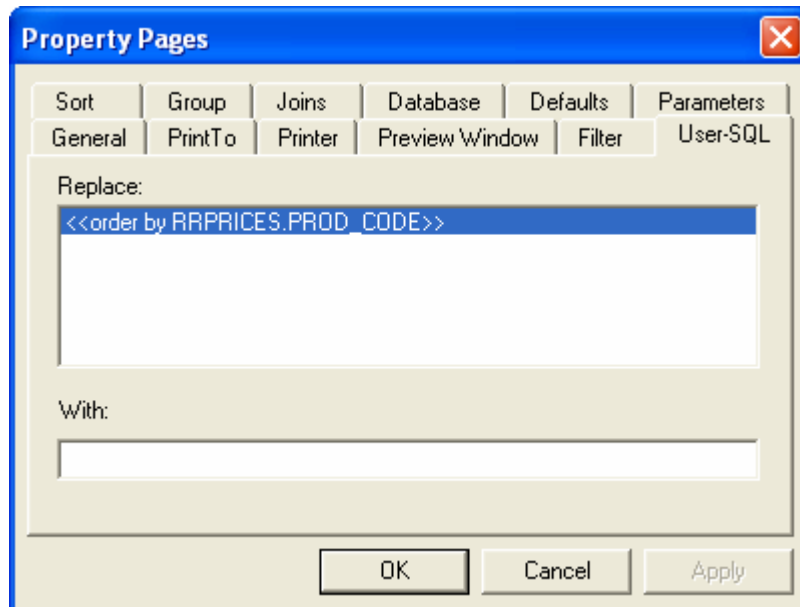 Property Pages
Sort Group Joins Database Defaults Parameters
General PrintTo Printer Preview Window Filter User-SQL
Replace:
<<order by RRPRICES.PROD_CODE>>
With:
OK Cancel Apply